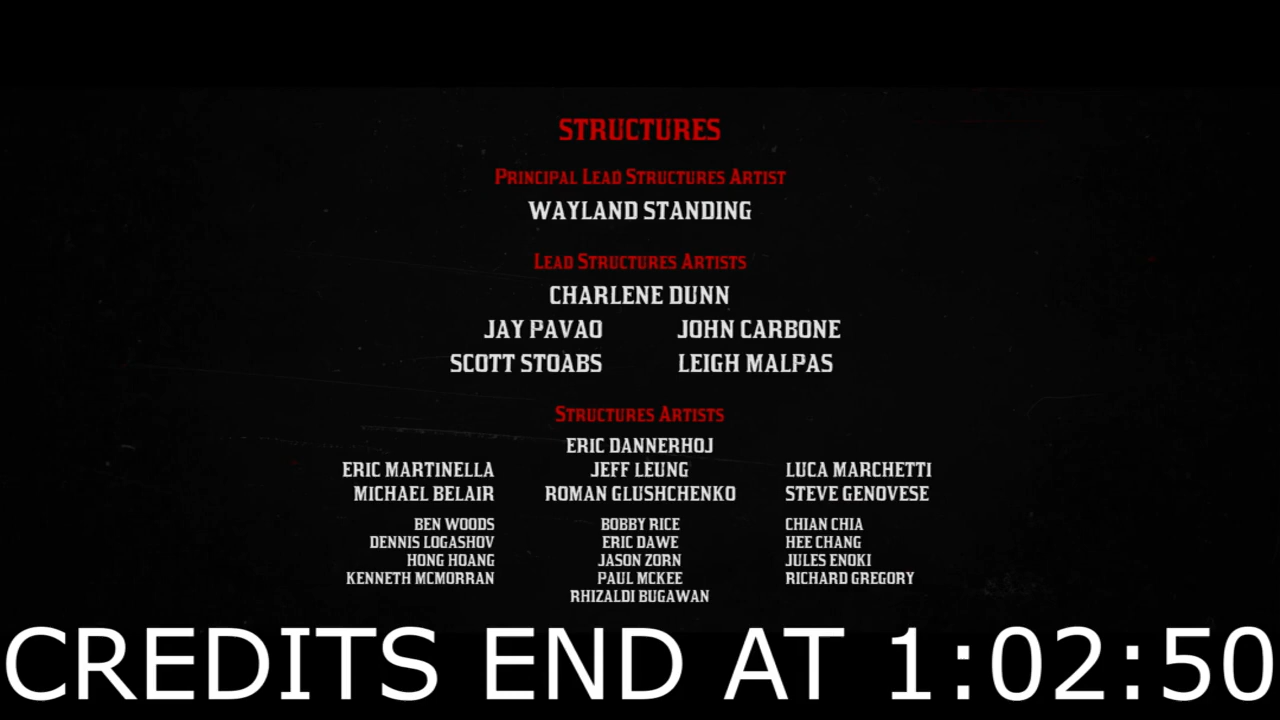 STRUCTURES
PRINCIPAL LEAD STRUCTURES ARTIST
WAYLAND STANDING
LEAD STRUCTURES ARTISTS
CHARLENE DUNN
JAY PAVAO JOHN CARBONE
SCOTT STOABS LEIGH MALPAS
STRUCTURES ARTISTS
ERIC DANNERHOJ
ERIC MARTINELLA JEFF LEUNG LUCA MARCHETTI
MICHAEL BELAIR ROMAN GLUSHCHENKO STEVE GENOVESE
BEN WOODS BOBBY RICE CHIAN CHIA
DENNIS LOGASHOV ERIC DAWE HEE CHANG
HONG HOANG JASON ZORN JULES ENOKI
KENNETH MCMORRAN PAUL MCKEE RICHARD GREGORY
RHIZALDI BUGAWAN
CREDITS END AT 1:02:50